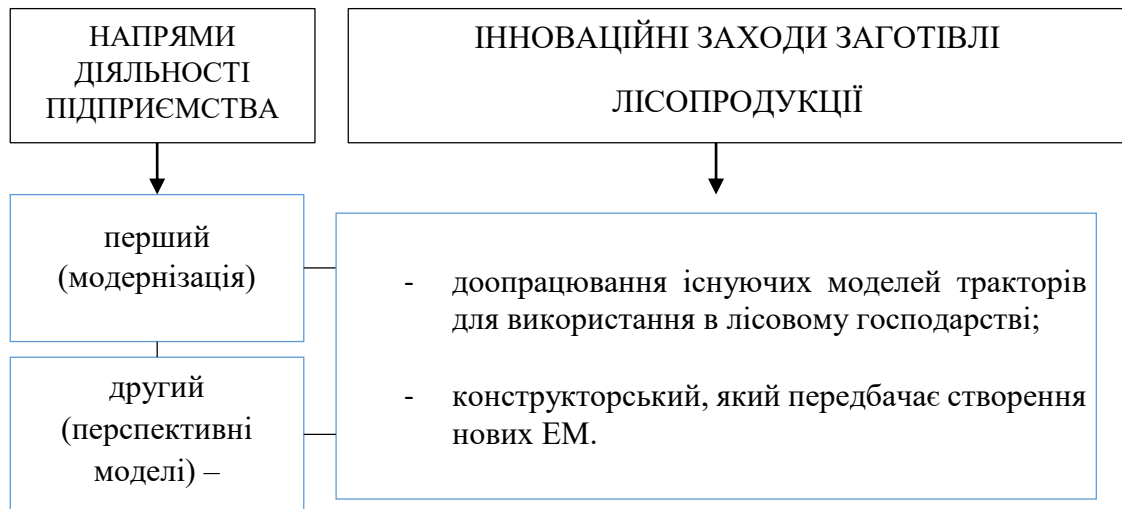 НАПРЯМИ
ДІЯЛЬНОСТІ
ПІДПРИЄМСТВА
ІННОВАЦІЙНІ ЗАХОДИ ЗАГОТІВЛІ
ЛІСОПРОДУКЦІЇ
перший
(модернізація)
- доопрацювання існуючих моделей тракторів
для використання в лісовому господарстві;
другий
(перспективні
моделі) –
- конструкторський, який передбачає створення
нових ЕМ.